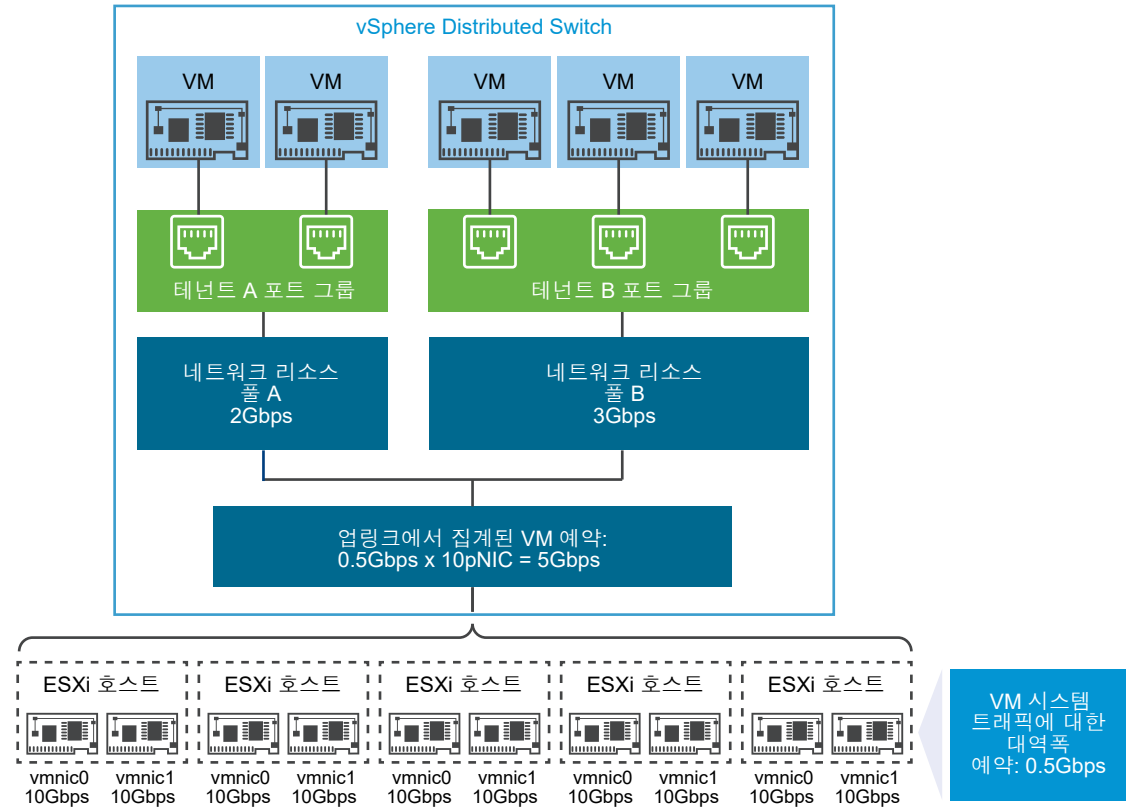 vSphere Distributed Switch
VM
VM
VM
VM
VM
테넌트 A 포트 그룹
테넌트 B 포트 그룹
네트워크 리소스
풀 A
2Gbps
네트워크 리소스
풀 B
3Gbps
업링크에서 집계된 VM 예약:
0.5Gbps x 10pNIC = 5Gbps
ESXi 호스트
ESXi 호스트
ESXi 호스트
ESXi 호스트
ESXi 호스트
vmnic0
10Gbps
vmnic1
10Gbps
vmnic0
10Gbps
vmnic1
10Gbps
vmnic0
10Gbps
vmnic1
10Gbps
vmnic0
10Gbps
vmnic1
10Gbps
vmnic0
10Gbps
vmnic1
10Gbps
VM 시스템
트래픽에 대한
대역폭
예약: 0.5Gbps